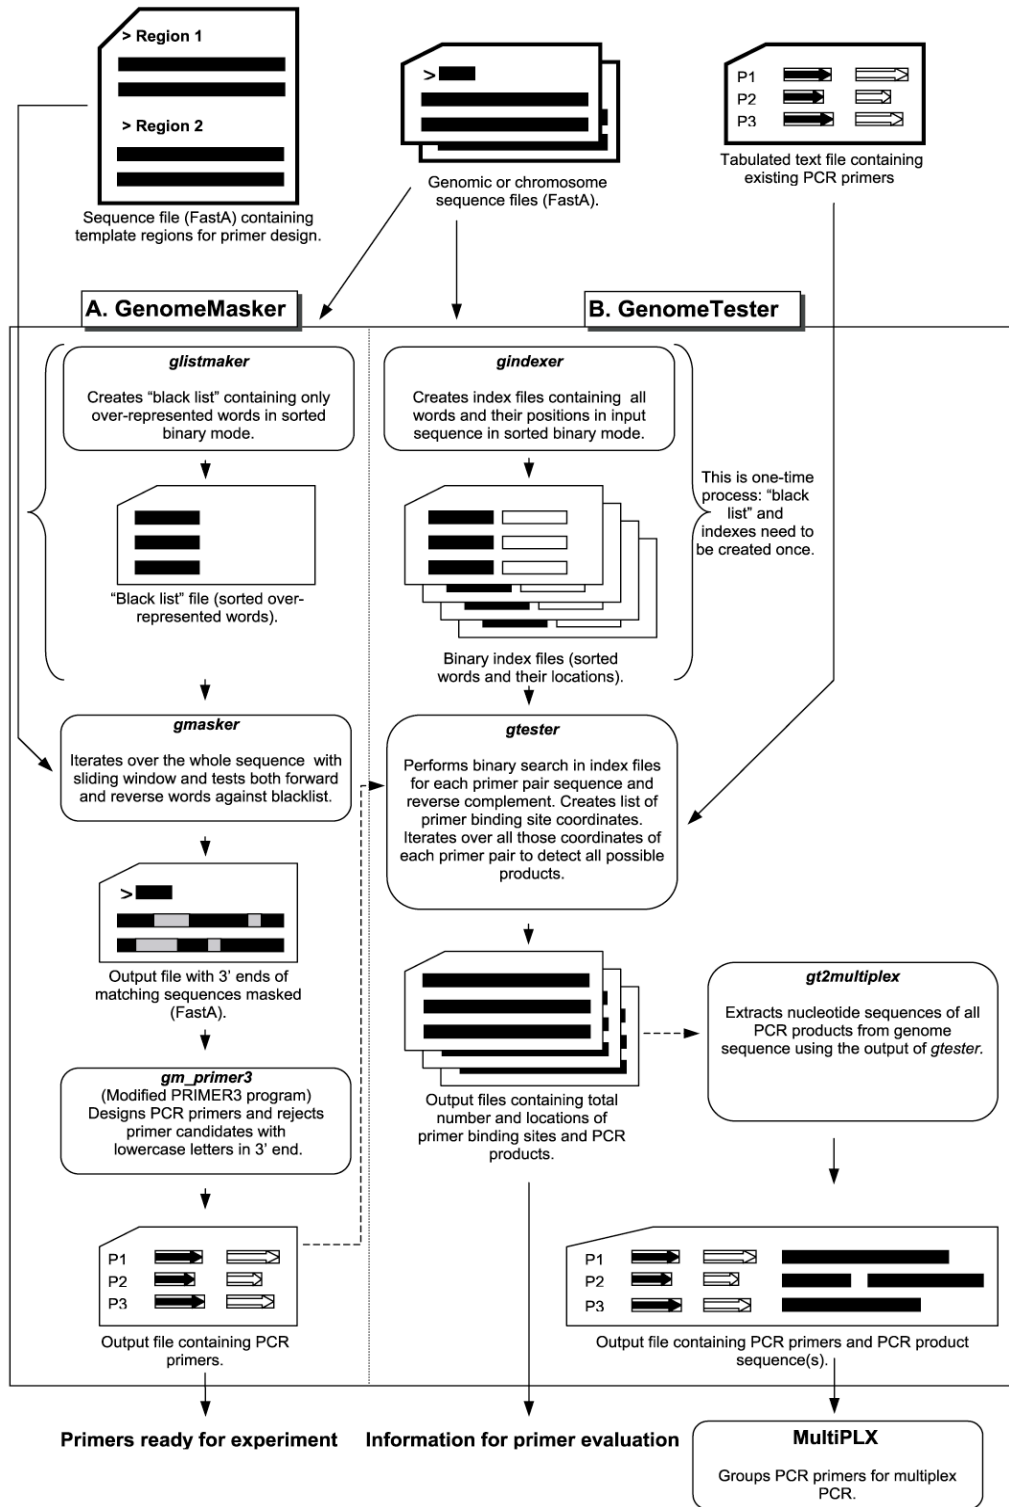 > Region 1
> Region 2
Sequence file (FastA) containing
template regions for primer design.
>
Genomic or chromosome
sequence files (FastA).
P1
P2
P3
Tabulated text file containing
existing PCR primers
A. GenomeMasker
B. GenomeTester
glistmaker
Creates “black list” containing only
over-represented words in sorted
binary mode.
“Black list” file (sorted over-
represented words).
gindexer
Creates index files containing all
words and their positions in input
sequence in sorted binary mode.
Binary index files (sorted
words and their locations).
This is one-time
process: “black
list” and
indexes need to
be created once.
gmasker
Iterates over the whole sequence with
sliding window and tests both forward
and reverse words against blacklist.
gtester
Performs binary search in index files
for each primer pair sequence and
reverse complement. Creates list of
primer binding site coordinates.
Iterates over all those coordinates of
each primer pair to detect all possible
products.
>
Output file with 3’ ends of
matching sequences masked
(FastA).
gm_primer3
(Modified PRIMER3 program)
Designs PCR primers and rejects
primer candidates with
lowercase letters in 3’ end.
Output files containing total
number and locations of
primer binding sites and PCR
products.
gt2multiplex
Extracts nucleotide sequences of all
PCR products from genome
sequence using the output of gtester.
P1
P2
P3
Output file containing PCR
primers.
P1
P2
P3
Output file containing PCR primers and PCR product
sequence(s).
Primers ready for experiment
Information for primer evaluation
MultiPLX
Groups PCR primers for multiplex
PCR.